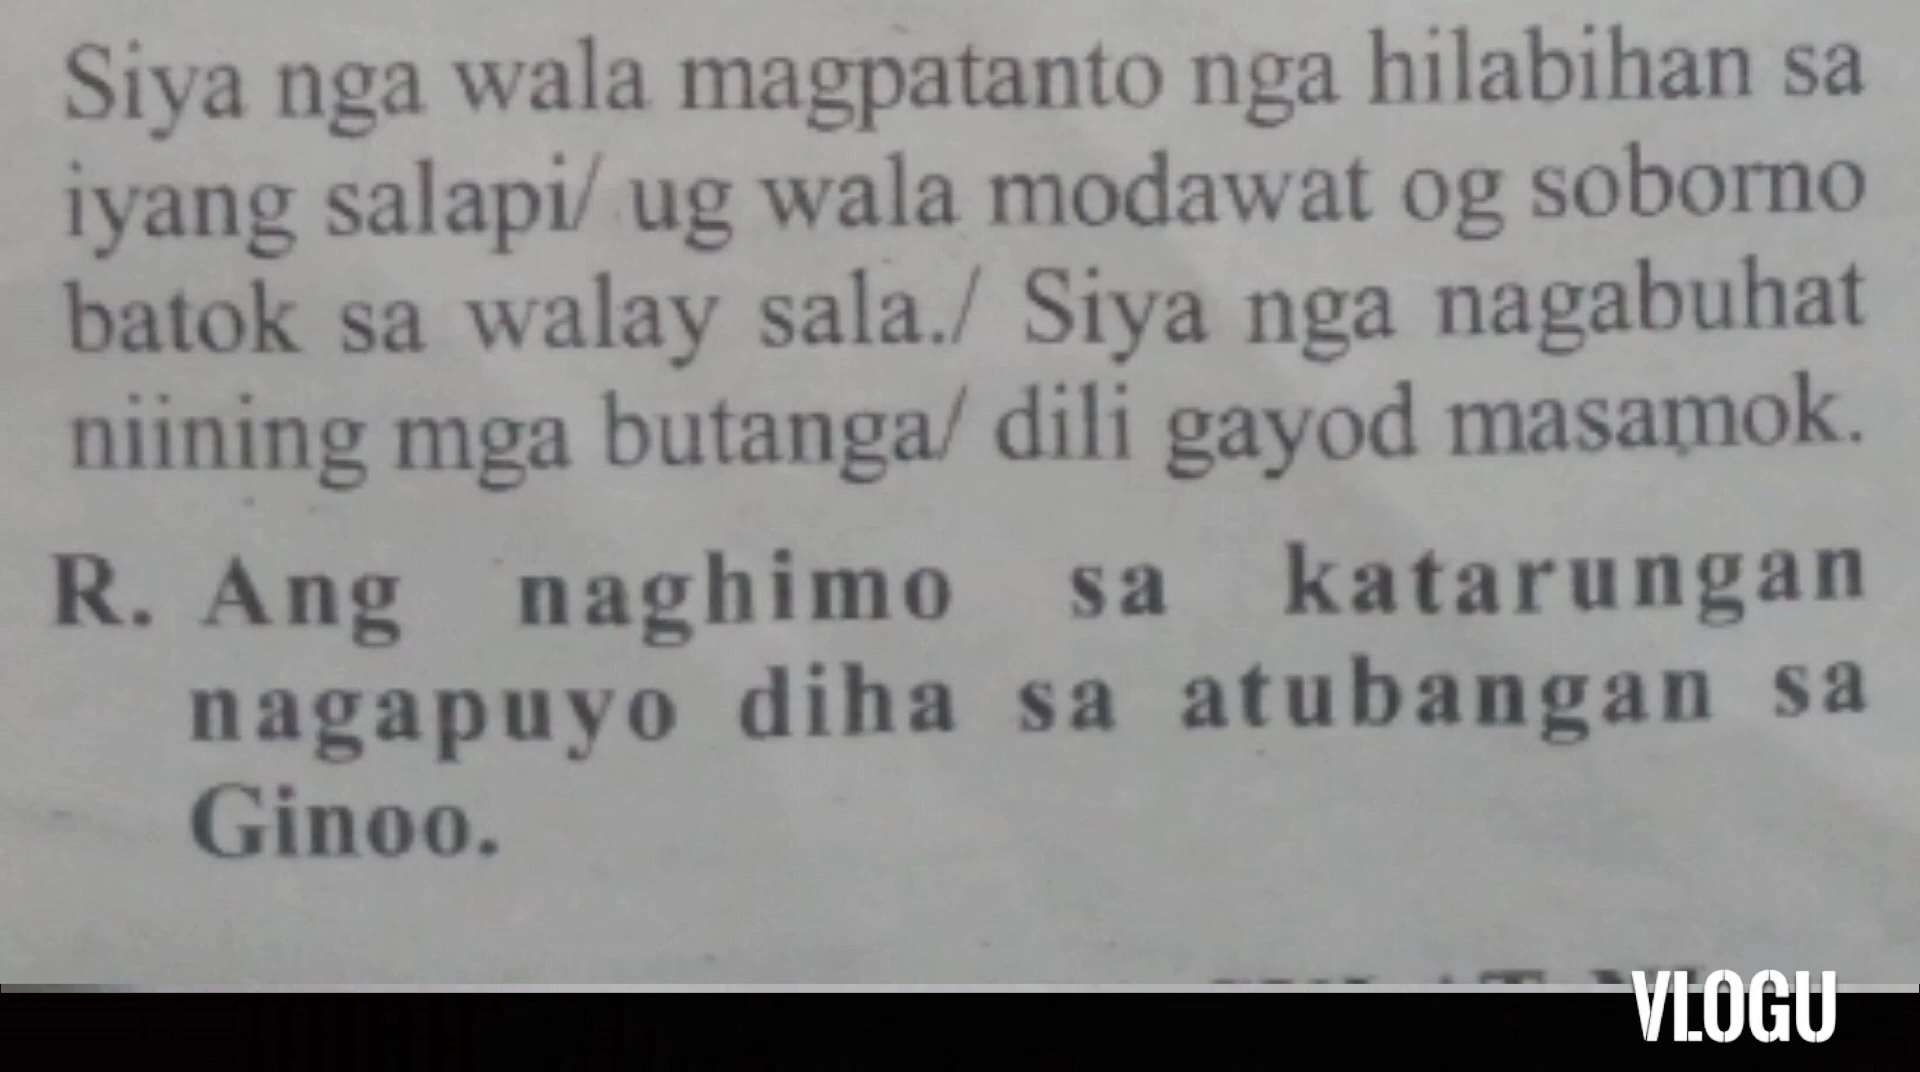 Siya nga wala magpatanto nga hilabihan sa
iyang salapi/ ug wala modawat og soborno
batok sa walay sala./ Siya nga nagabuhat
niining mga butanga/ dili gayod masamok.
R. Ang naghimo sa katarungan
nagapuyo diha sa atubangan sa
Ginoo.
VLOGU